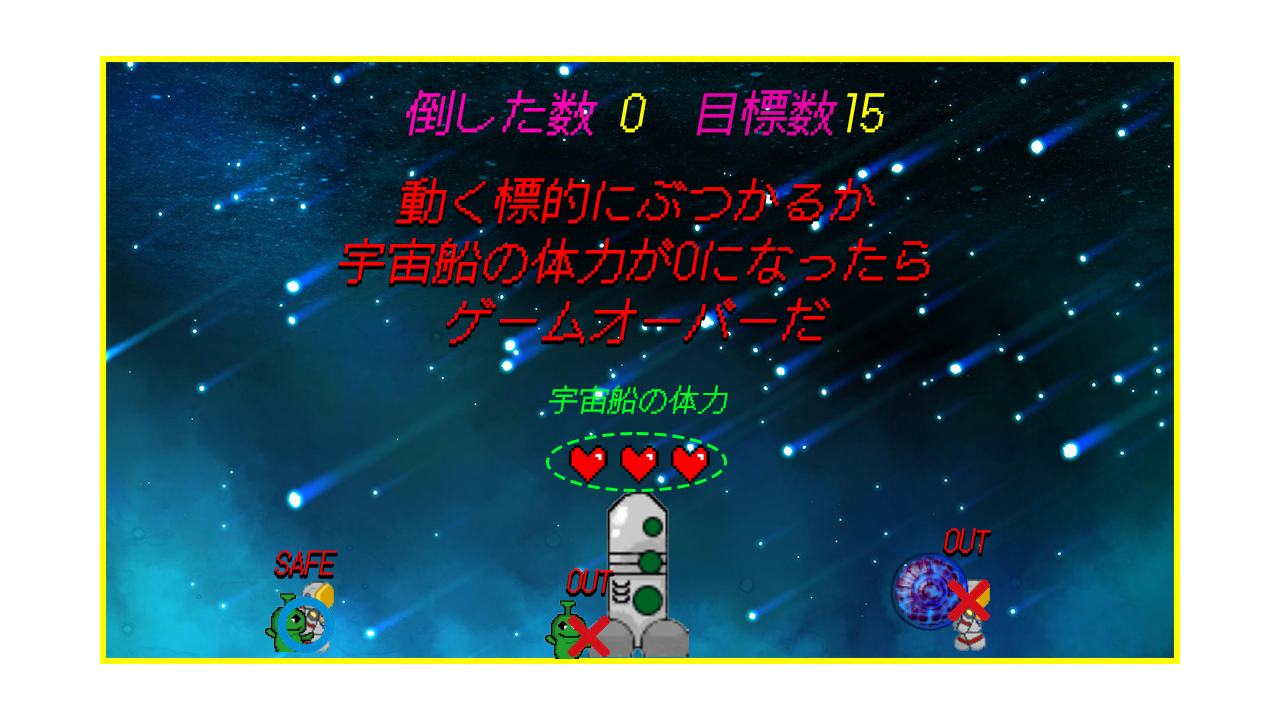 倒した数 0 目標数15
動く標的にぶつかるか
宇宙船の体力が0になったら
ゲームオーバーだ
宇宙船の体力
SAFE
OUT
OUT